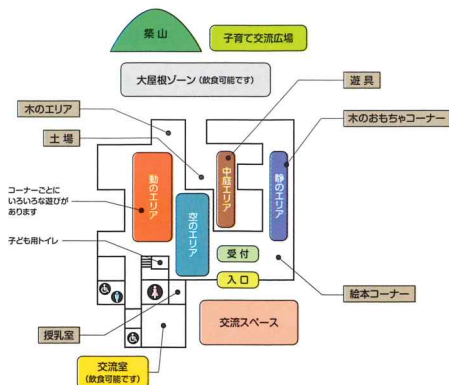 築山
子育て交流広場
大屋根ゾーン（飲食可能です）
遊具
木のエリア
木のおもちゃコーナー
土場
動のエリア
空のエリア
中庭エリア
静のエリア
コーナーごとに
いろいろな遊びが
あります
子ども用トイレ
受付
入口
絵本コーナー
授乳室
交流スペース
交流室
（飲食可能です）